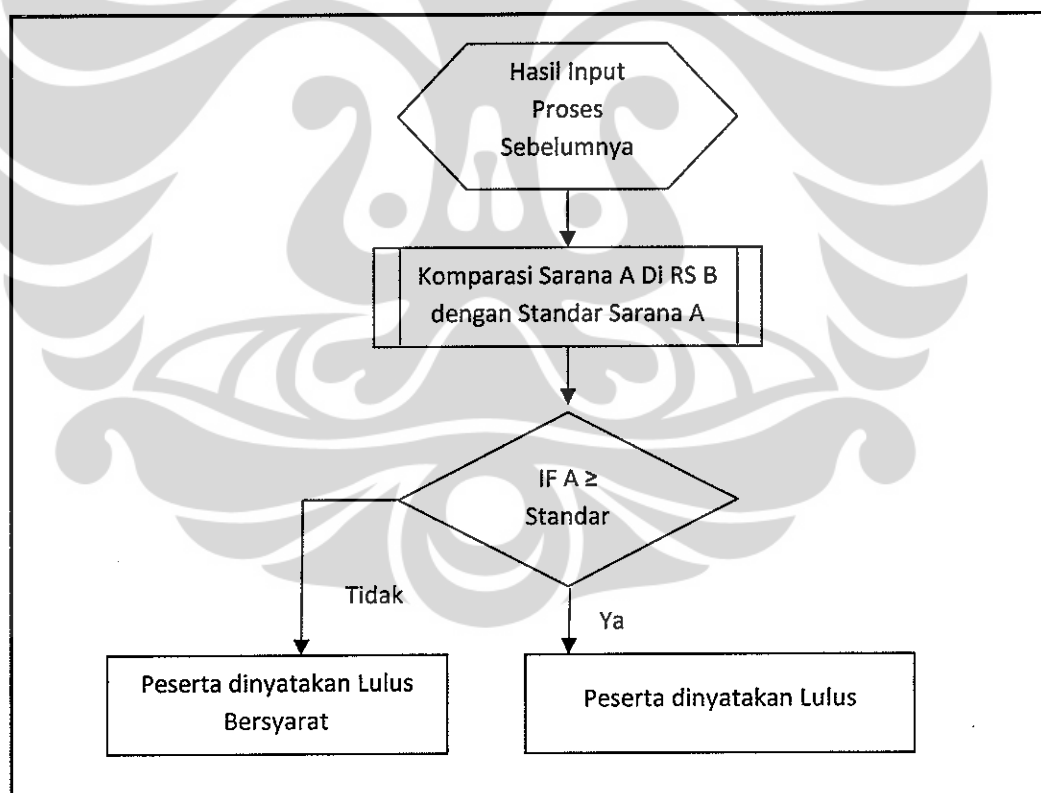 Hasil Input
Proses
Sebelumnya
Komparasi Sarana A Di RS B
dengan Standar Sarana A
IF A ≥
Standar
Tidak
Ya
Peserta dinyatakan Lulus
Bersyarat
Peserta dinyatakan Lulus